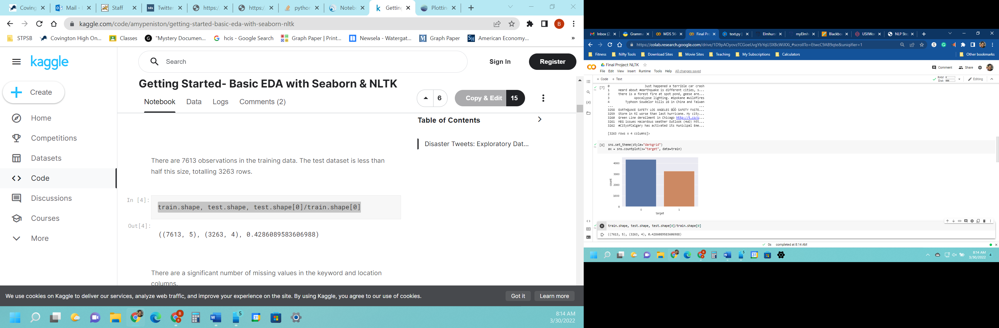 Coving
Mail -
Staff
Twitter
https:/
https:/
python
Noteb
Getting
Plottin
kaggle.com/code/amypeniston/getting-started-basic-eda-with-seaborn-nltk
STPSB
Covington High On...
Classes
"Mystery Documen...
hcis - Google Search
Graph Paper | Print...
Newsela - Watergat...
Graph Paper
American Economy...
»
kaggle
Search
Sign In
Register
Create
Home
Competitions
Datasets
Code
Discussions
Courses
More
Getting Started- Basic EDA with Seaborn & NLTK
Notebook
Data
Logs
Comments (2)
6
Copy & Edit
15
Table of Contents
Disaster Tweets: Exploratory Dat...
There are 7613 observations in the training data. The test dataset is less than
half this size, totalling 3263 rows.
In [4]:
train.shape, test.shape, test.shape[0]/train.shape[0]
Out[4]:
((7613, 5), (3263, 4), 0.4286089583606988)
There are a significant number of missing values in the keyword and location
columns.
We use cookies on Kaggle to deliver our services, analyze web traffic, and improve your experience on the site. By using Kaggle, you agree to our use of cookies.
Got it
Learn more
8:14 AM
3/30/2022
Inbox (2
Gramma
MDS 56
Final Pro
text.py |
Elmhurs
myElmh
Blackbo
USIIWor
NLP Ste
https://colab.research.google.com/drive/1D9pAOyovzTCGoeUvgYbYqU3XBcWiXXi_#scrollTo=EtwcC9AB9qte&uniqifier=1
Fitness
Nifty Tools
Download Sites
Movie Sites
Teaching
My Subscriptions
Calculators
Other bookmarks
Final Project NLTK
File Edit View Insert Runtime Tools Help All changes saved
Comment
Share
+ Code + Text
RAM
Disk
Editing
[7] 0 Just happened a terrible car crash
1 Heard about #earthquake is different cities, s...
2 there is a forest fire at spot pond, geese are...
3 Apocalypse lighting. #Spokane #wildfires
4 Typhoon Soudelor kills 28 in China and Taiwan
... ...
3258 EARTHQUAKE SAFETY LOS ANGELES ÛÒ SAFETY FASTE...
3259 Storm in RI worse than last hurricane. My city...
3260 Green Line derailment in Chicago http://t.co/U...
3261 MEG issues Hazardous Weather Outlook (HWO) htt...
3262 #CityofCalgary has activated its Municipal Eme...
[3263 rows x 4 columns]>
[8] sns.set_theme(style="darkgrid")
ax = sns.countplot(x="target", data=train)
4000
3000
2000
1000
0
count
0 1
target
train.shape, test.shape, test.shape[0]/train.shape[0]
((7613, 5), (3263, 4), 0.4286089583606988)
0s completed at 8:14 AM
8:14 AM
3/30/2022
4